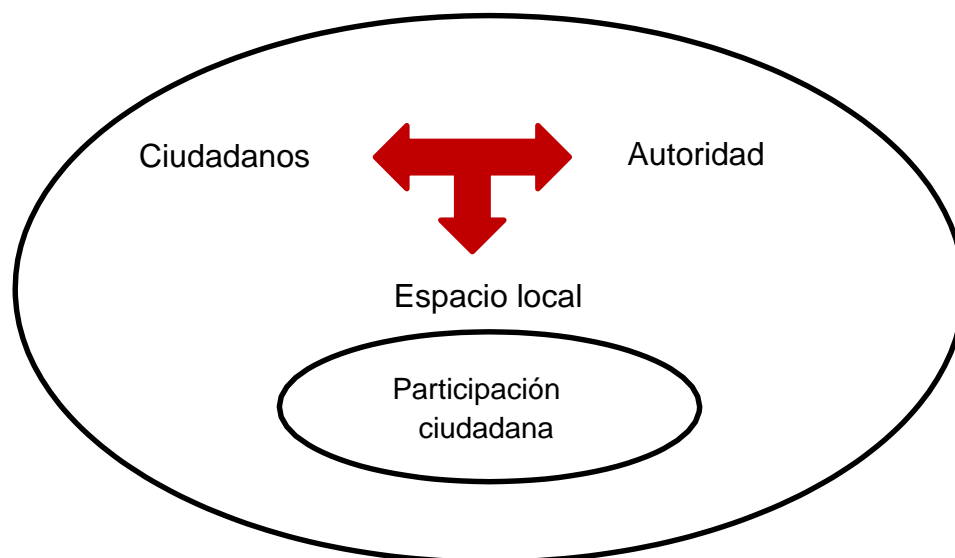 Ciudadanos
Autoridad
Espacio local
Participación
ciudadana